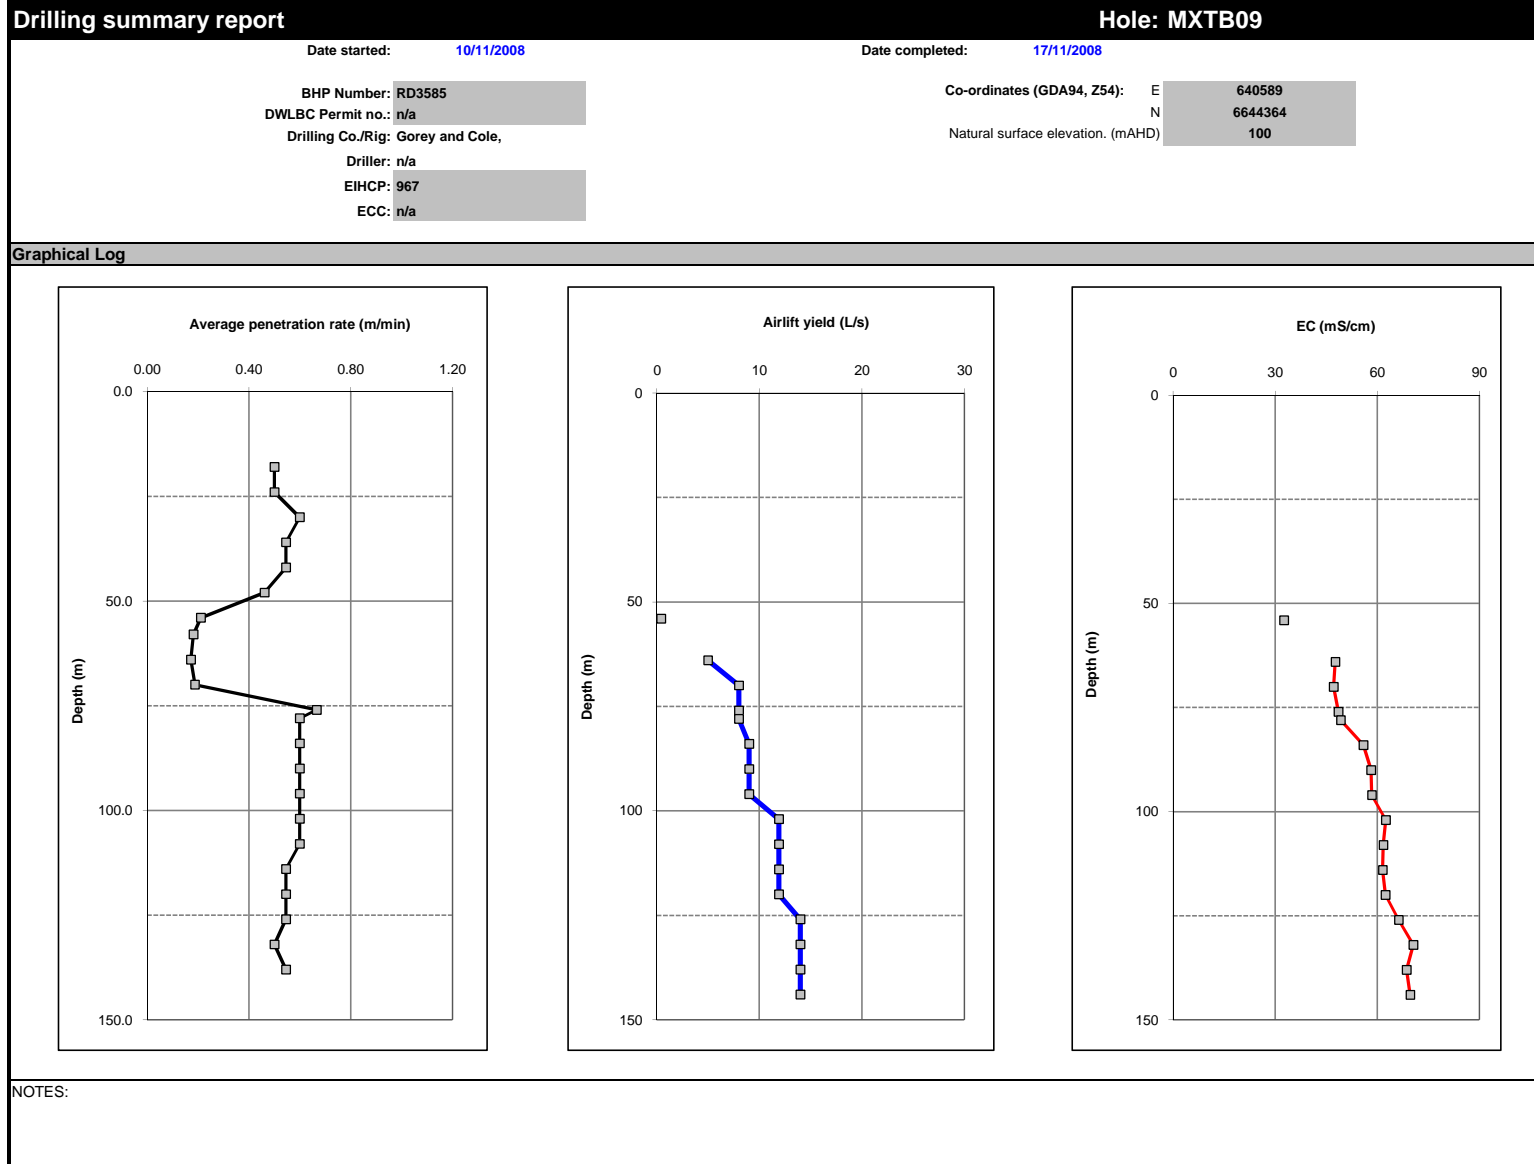 Drilling summary report Hole: MXTB09
Date started: 10/11/2008 Date completed: 17/11/2008
BHP Number: RD3585 Co-ordinates (GDA94, Z54): E 640589
DWLBC Permit no.: n/a N 6644364
Drilling Co./Rig: Gorey and Cole, Natural surface elevation. (mAHD) 100
Driller: n/a
EIHCP: 967
ECC: n/a
Graphical Log
Average penetration rate (m/min)
0.00 0.40 0.80 1.20
0.0
50.0
100.0
150.0
Depth (m)
Airlift yield (L/s)
0 10 20 30
0
50
100
150
Depth (m)
EC (mS/cm)
0 30 60 90
0
50
100
150
Depth (m)
NOTES: